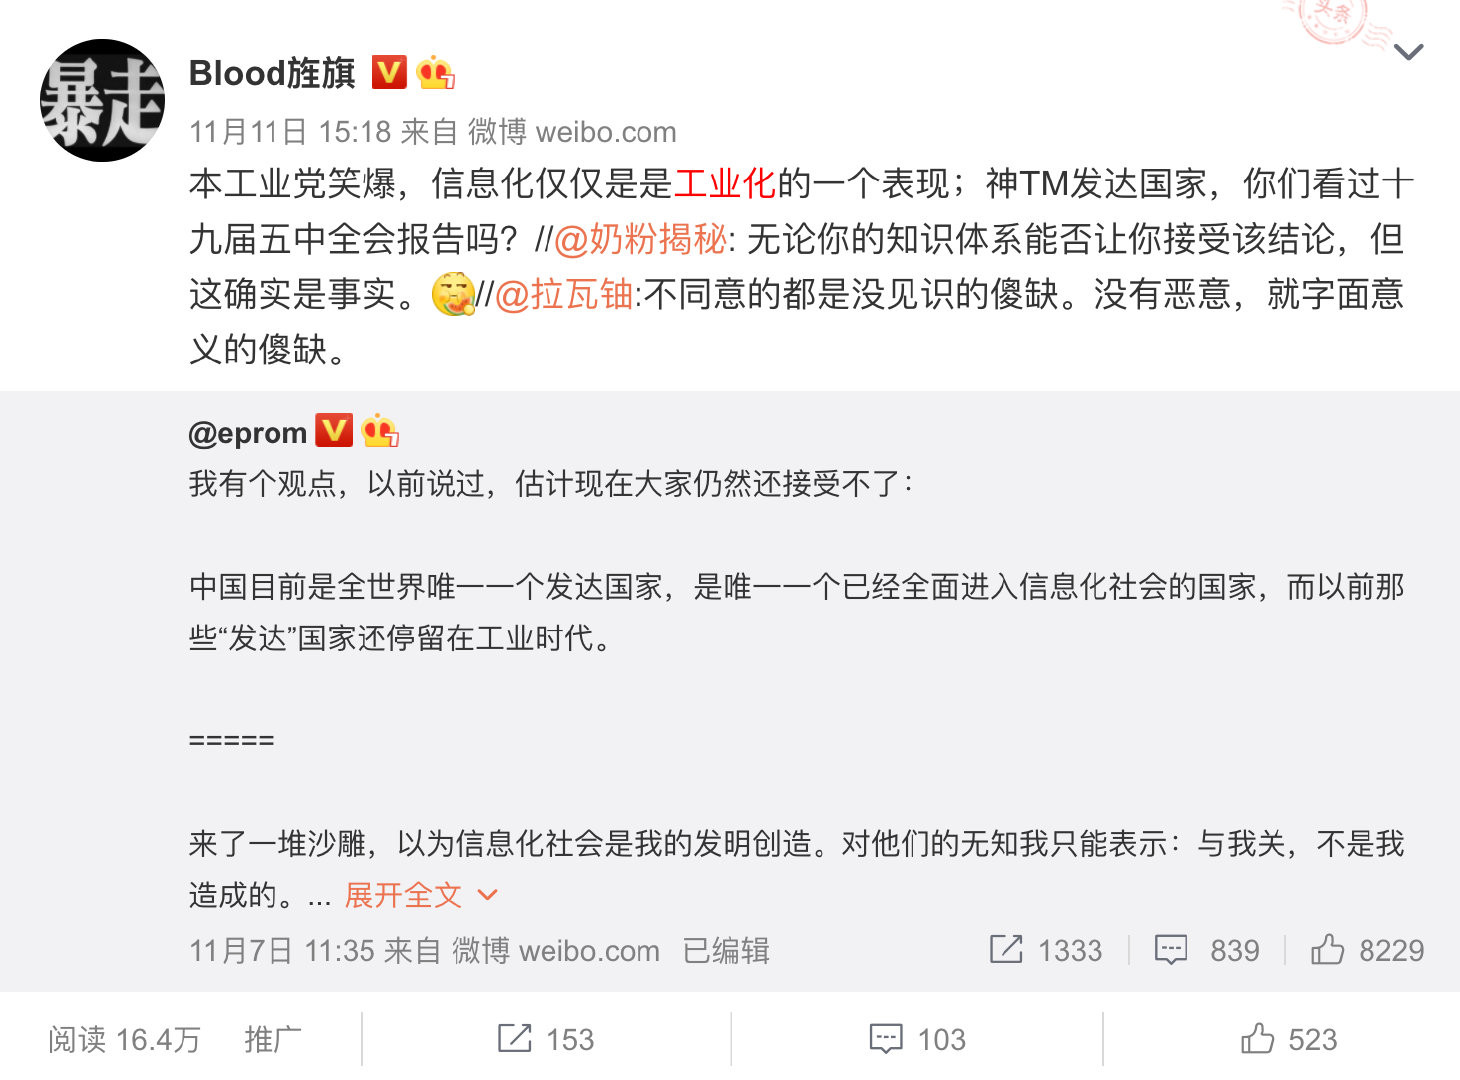 头条
暴走
Blood旌旗
11月11日 15:18 来自 微博 weibo.com
本工业党笑爆，信息化仅仅是是工业化的一个表现；神TM发达国家，你们看过十
九届五中全会报告吗？//@奶粉揭秘: 无论你的知识体系能否让你接受该结论，但
这确实是事实。//@拉瓦铀:不同意的都是没见识的傻缺。没有恶意，就字面意
义的傻缺。
@eprom
我有个观点，以前说过，估计现在大家仍然还接受不了：
中国目前是全世界唯一一个发达国家，是唯一一个已经全面进入信息化社会的国家，而以前那
些“发达”国家还停留在工业时代。
=====
来了一堆沙雕，以为信息化社会是我的发明创造。对他们的无知我只能表示：与我关，不是我
造成的。... 展开全文
11月7日 11:35 来自 微博 weibo.com 已编辑 1333 839 8229
阅读 16.4万 推广 153 103 523